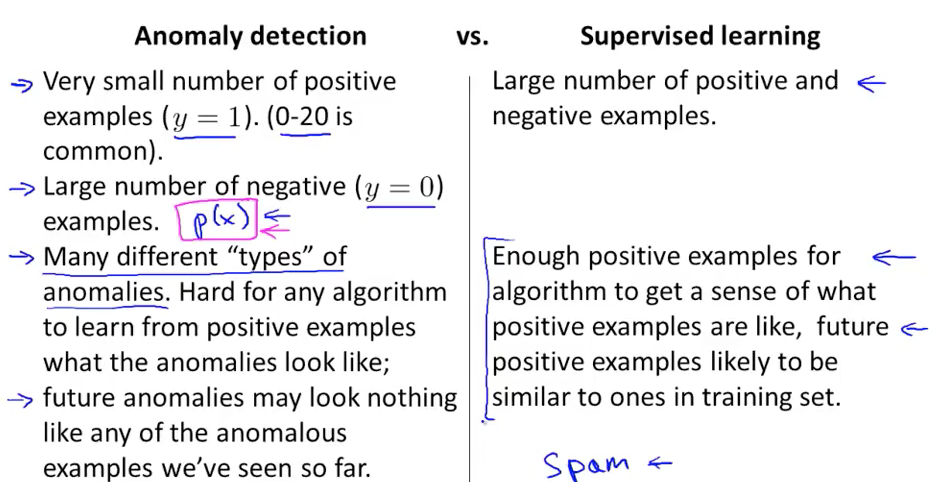 Anomaly detection vs. Supervised learning
Very small number of positive
examples (y = 1). (0-20 is
common).
Large number of negative (y = 0)
examples. p(x)
Many different “types” of
anomalies. Hard for any algorithm
to learn from positive examples
what the anomalies look like;
future anomalies may look nothing
like any of the anomalous
examples we’ve seen so far.
Large number of positive and
negative examples.
Enough positive examples for
algorithm to get a sense of what
positive examples are like, future
positive examples likely to be
similar to ones in training set.
Spam